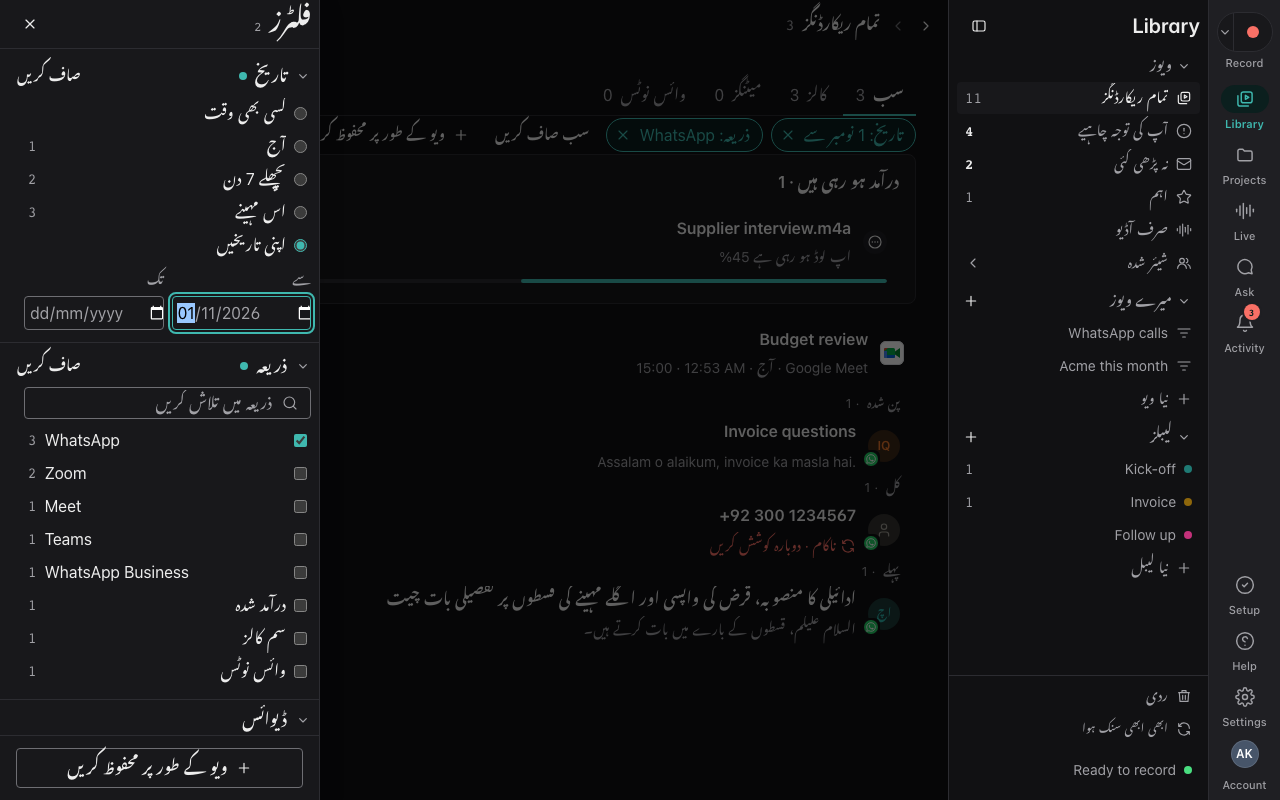 Record
Library
Projects
Live
Ask
3
Activity
Setup
Help
Settings
AK
Account
Library
ویوز
تمام ریکارڈنگز 11
آپ کی توجہ چاہیے 4
نہ پڑھی گئی 2
اہم 1
صرف آڈیو
شیئر شدہ
میرے ویوز
WhatsApp calls
Acme this month
نیا ویو
لیبلز
Kick-off 1
Invoice 1
Follow up
نیا لیبل
ردی
ابھی ابھی سنک ہوا
Ready to record
تمام ریکارڈنگز 3
سب 3 کالز 3 میٹنگز 0 وائس نوٹس 0
تاریخ: 1 نومبر سے ذریعہ: WhatsApp سب صاف کریں ویو کے طور پر محفوظ کر
درآمد ہو رہی ہیں · 1
Supplier interview.m4a
اپ لوڈ ہو رہی ہے 45%
Budget review
Google Meet · آج · 12:53 AM · 15:00
پن شدہ · 1
IQ
Invoice questions
Assalam o alaikum, invoice ka masla hai.
کل · 1
+92 300 1234567
ناکام · دوبارہ کوشش کریں
پہلے · 1
اچ
ادائیگی کا منصوبہ، قرض کی واپسی اور اگلے مہینے کی قسطوں پر تفصیلی بات چیت
السلام علیکم، قسطوں کے بارے میں بات کرتے ہیں۔
فلٹرز 2
تاریخ صاف کریں
کسی بھی وقت
آج 1
پچھلے 7 دن 2
اس مہینے 3
اپنی تاریخیں
سے تک
01/11/2026 dd/mm/yyyy
ذریعہ صاف کریں
ذریعہ میں تلاش کریں
WhatsApp 3
Zoom 2
Meet 1
Teams 1
WhatsApp Business 1
درآمد شدہ 1
سم کالز 1
وائس نوٹس 1
ڈیوائس
ویو کے طور پر محفوظ کریں